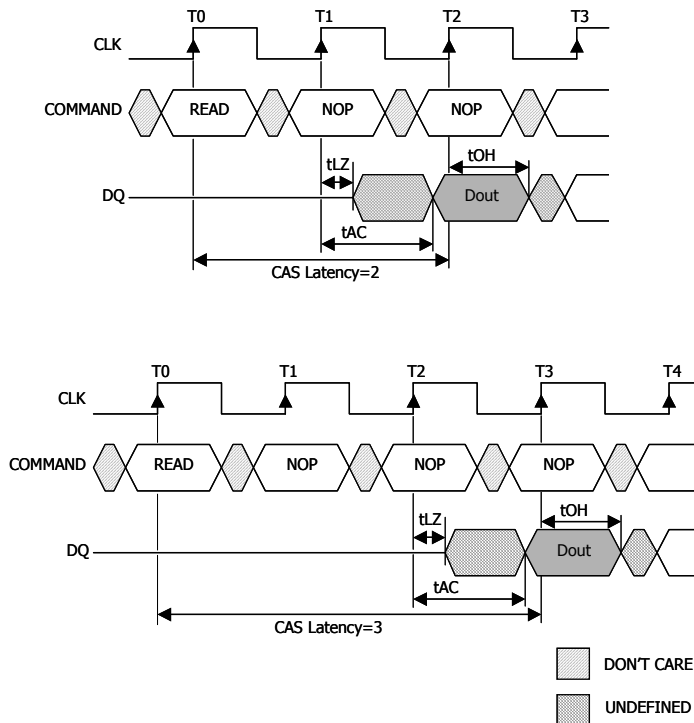 T0 T1 T2 T3
CLK
COMMAND READ NOP NOP
tLZ tOH
DQ Dout
tAC
CAS Latency=2
T0 T1 T2 T3 T4
CLK
COMMAND READ NOP NOP NOP
tLZ tOH
DQ Dout
tAC
CAS Latency=3
DON'T CARE
UNDEFINED